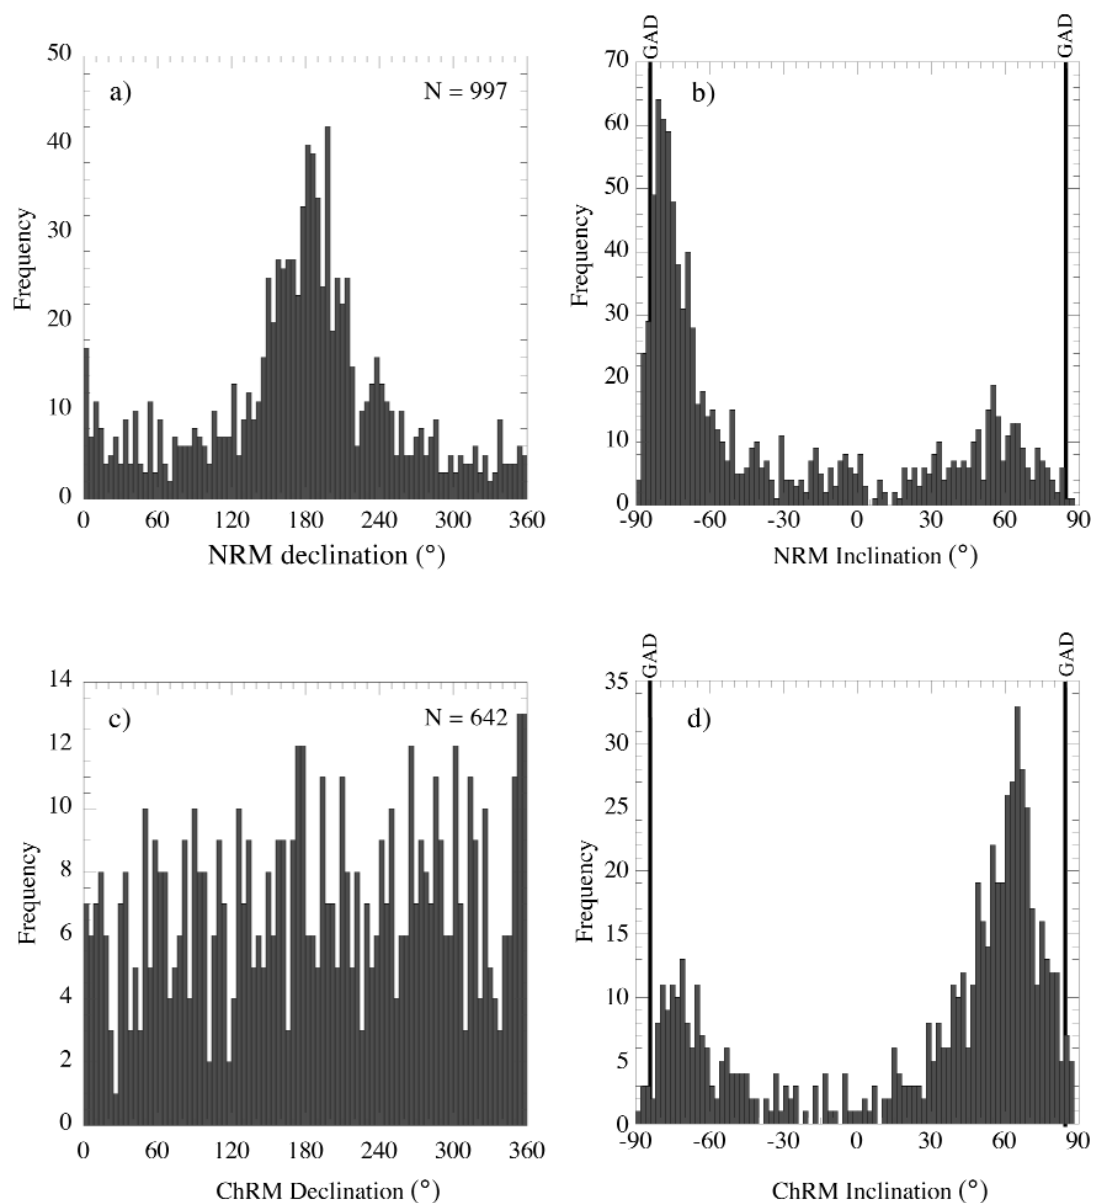 GAD GAD
50 40 30 20 10 0
Frequency
a) N = 997
0 60 120 180 240 300 360
NRM declination (°)
70 60 50 40 30 20 10 0
Frequency
b)
-90 -60 -30 0 30 60 90
NRM Inclination (°)
14 12 10 8 6 4 2 0
Frequency
c) N = 642
0 60 120 180 240 300 360
ChRM Declination (°)
GAD GAD
35 30 25 20 15 10 5 0
Frequency
d)
-90 -60 -30 0 30 60 90
ChRM Inclination (°)